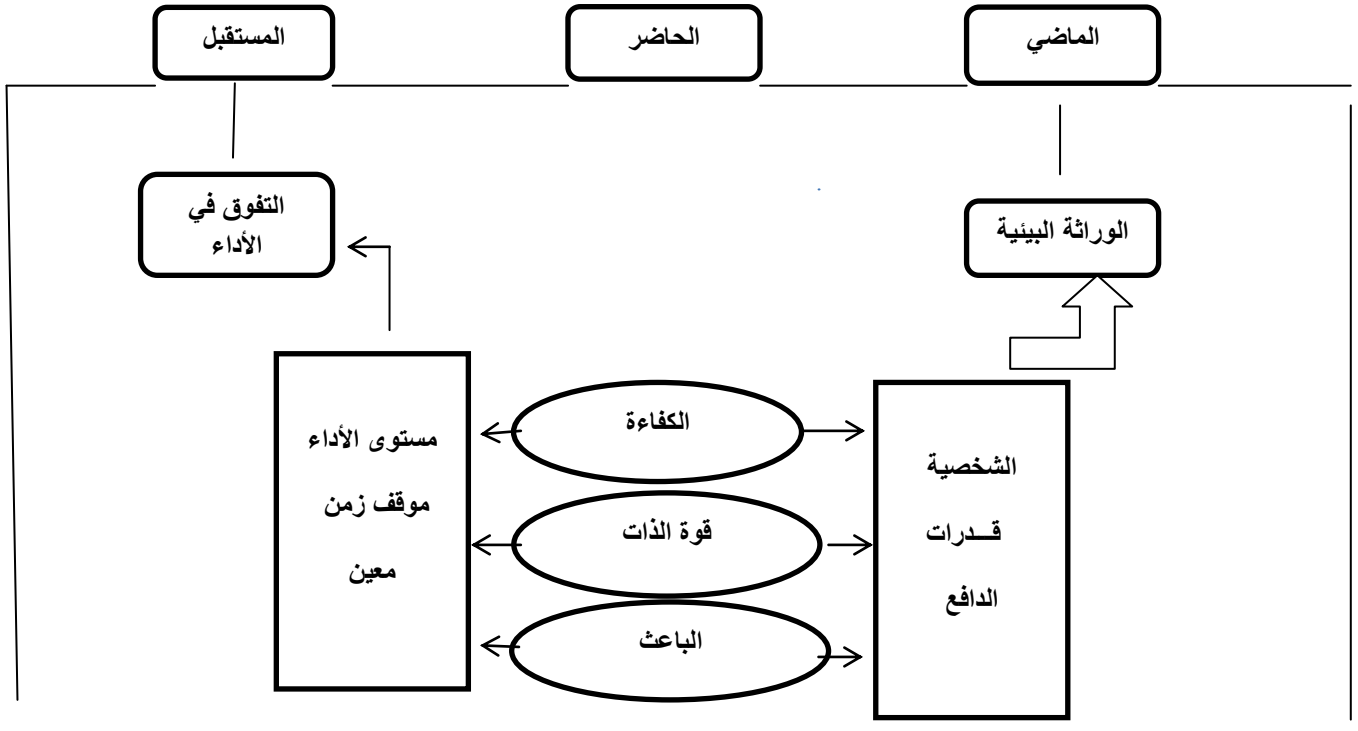 الماضي
الحاضر
المستقبل
الوراثة البيئية
التفوق في
الأداء
الشخصية
قـــدرات
الدافع
الكفاءة
قوة الذات
الباعث
مستوى الأداء
موقف زمن
معين